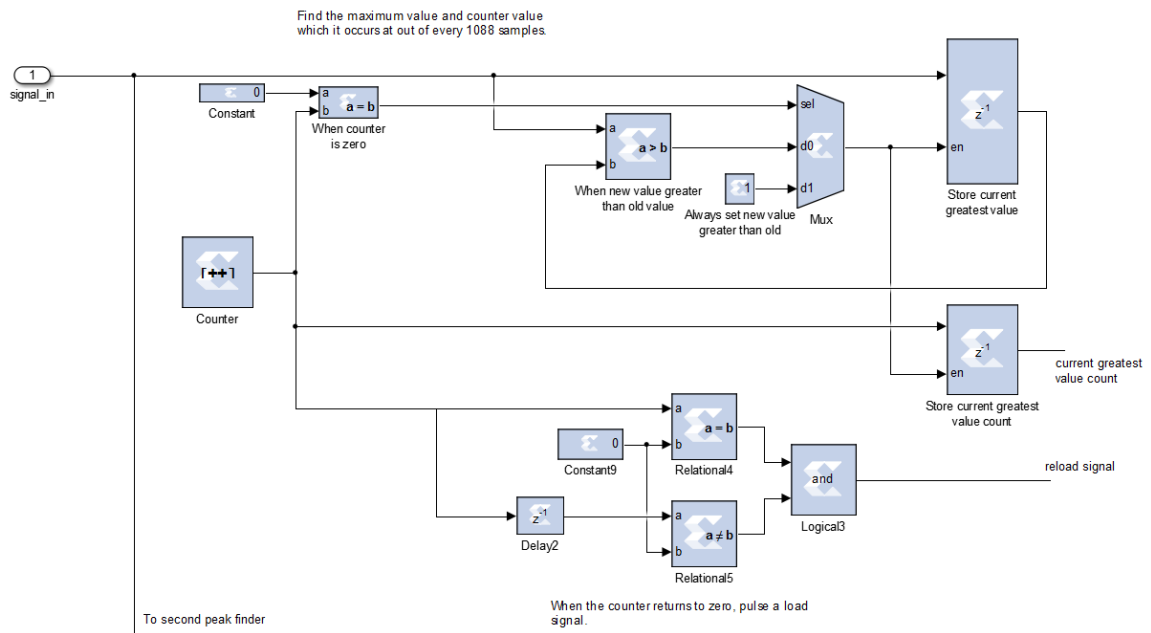 Find the maximum value and counter value
which it occurs at out of every 1088 samples.
1
signal_in
0
Constant
a
b
a = b
When counter
is zero
a
b
a > b
When new value greater
than old value
1
Always set new value
greater than old
sel
d0
d1
Mux
z-1
en
Store current
greatest value
[++]
Counter
z-1
en
Store current greatest
value count
current greatest
value count
0
Constant9
a
b
a = b
Relational4
z-1
Delay2
a
b
a ≠ b
Relational5
and
Logical3
reload signal
When the counter returns to zero, pulse a load
signal.
To second peak finder